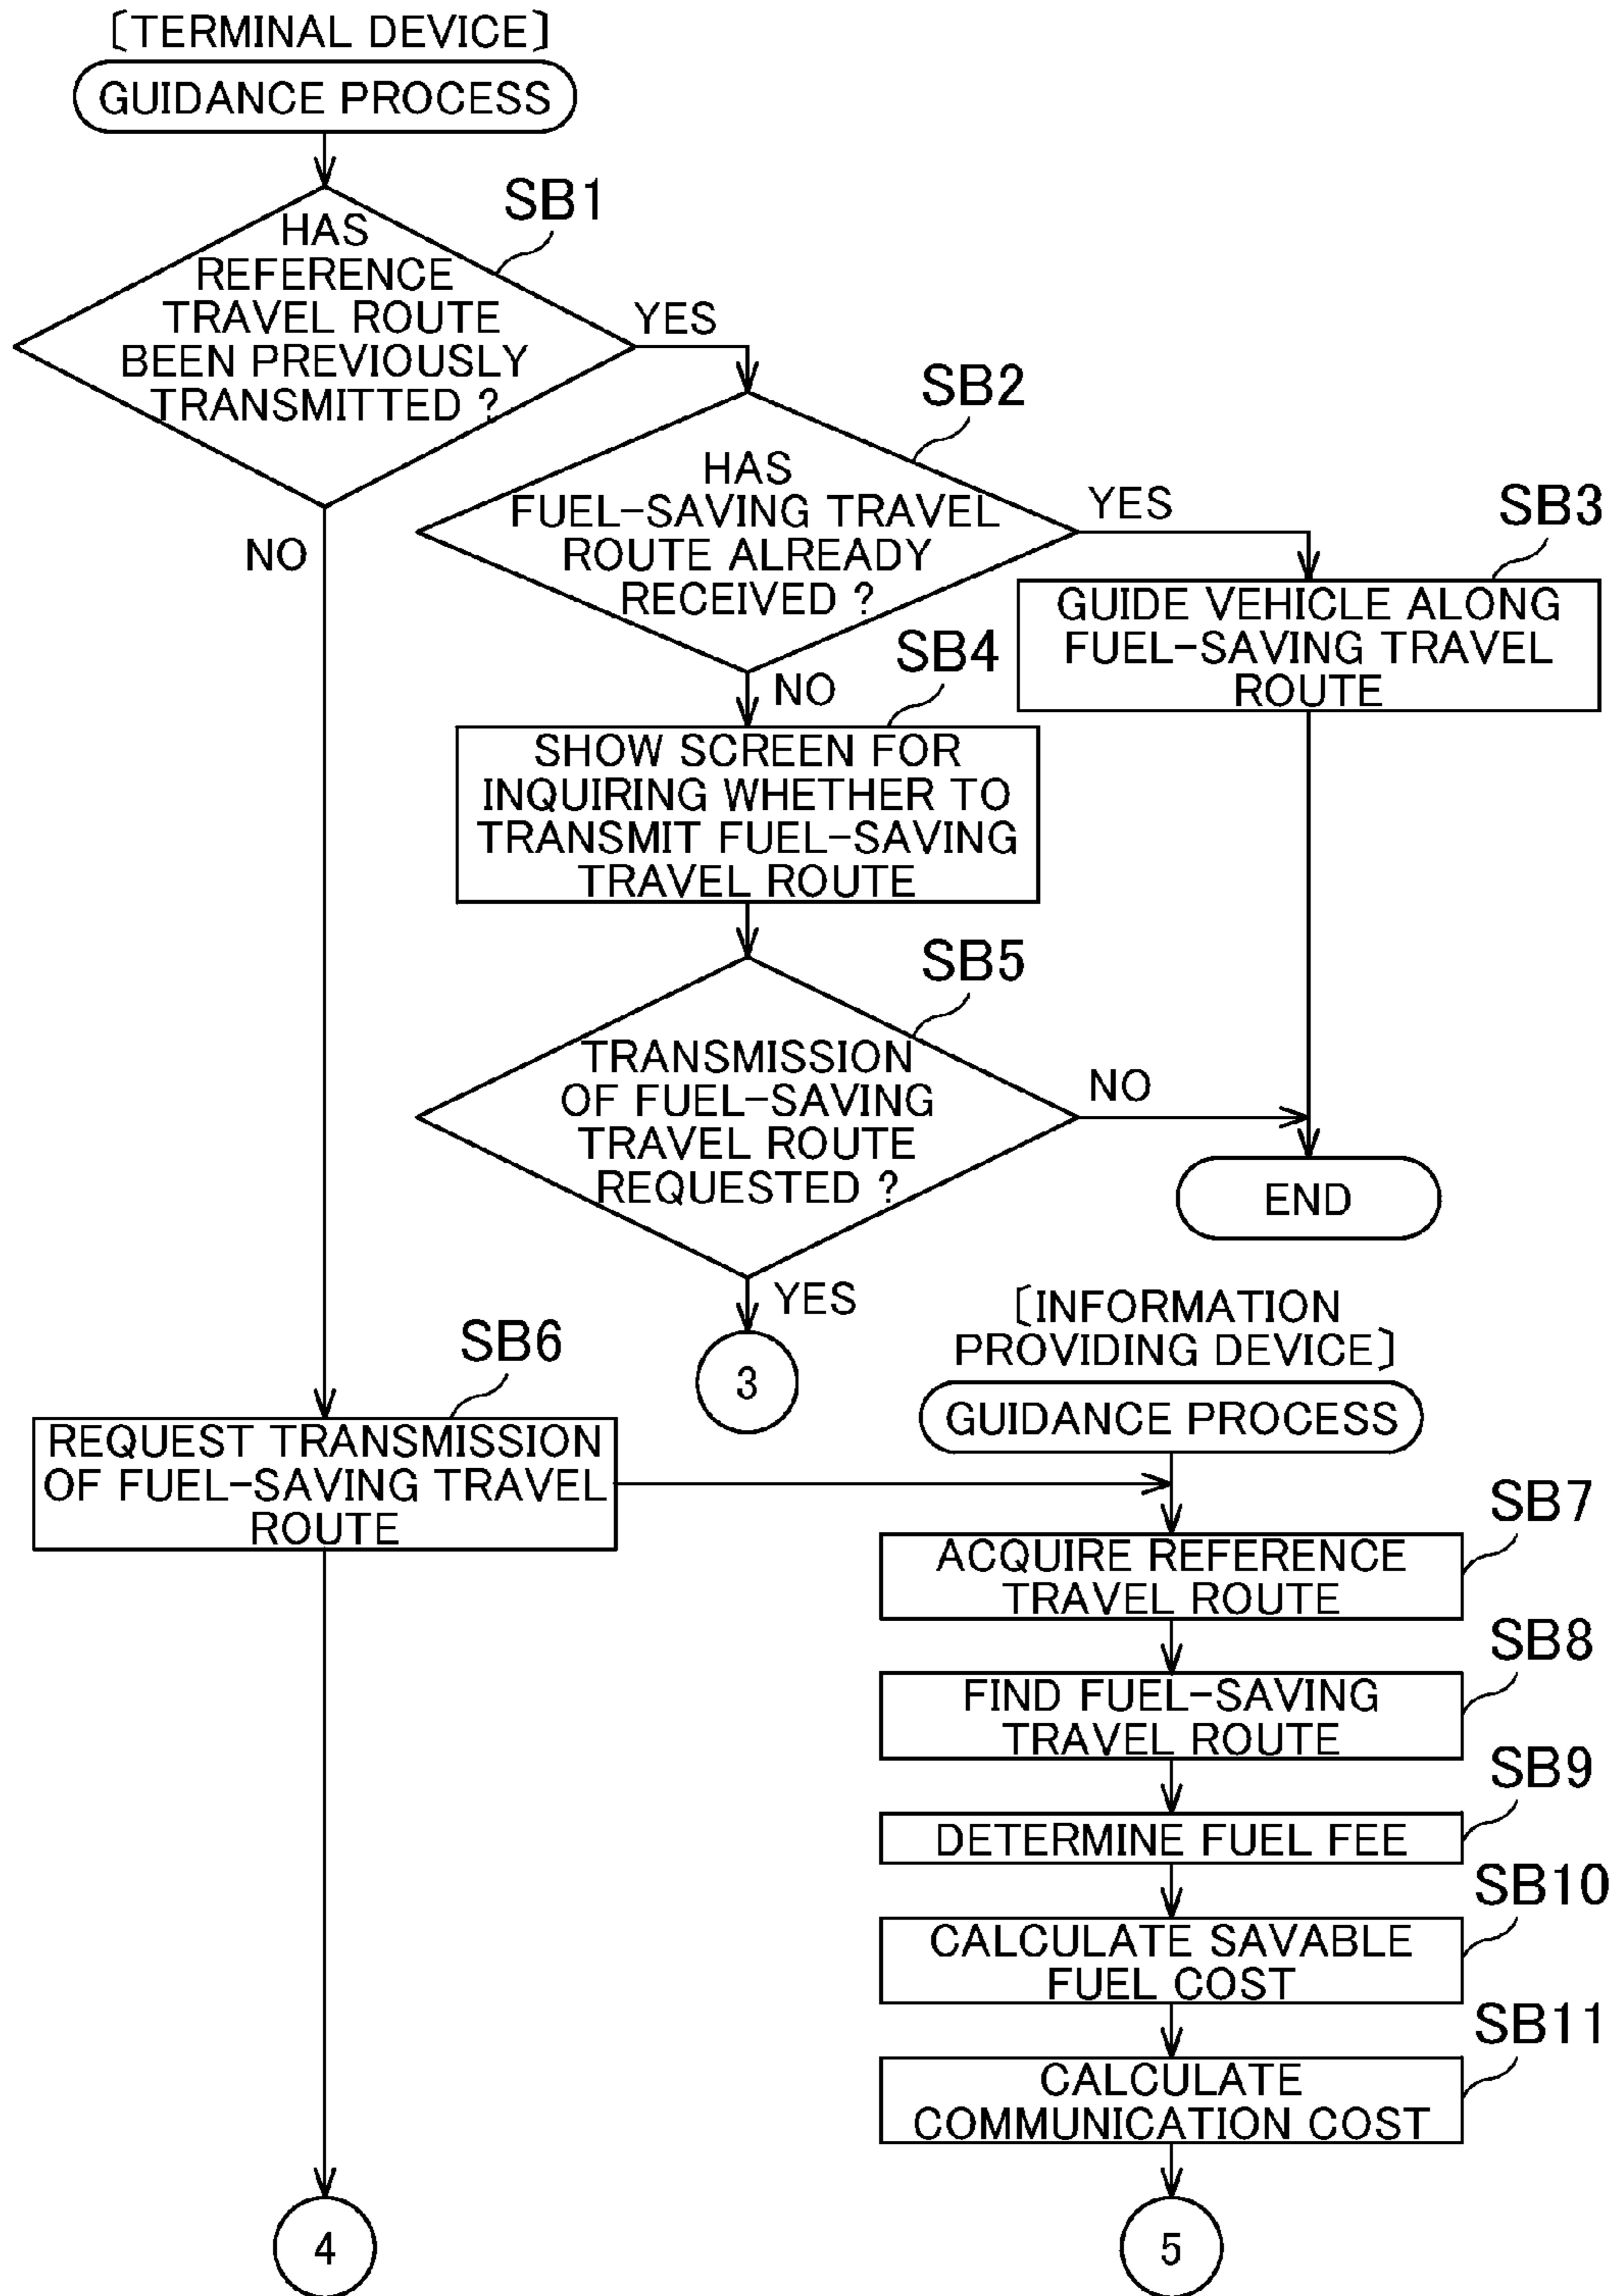 [TERMINAL DEVICE]
GUIDANCE PROCESS
SB1
HAS
REFERENCE
TRAVEL ROUTE
BEEN PREVIOUSLY
TRANSMITTED ?
YES
NO
SB2
HAS
FUEL-SAVING TRAVEL
ROUTE ALREADY
RECEIVED ?
YES
NO
SB3
GUIDE VEHICLE ALONG
FUEL-SAVING TRAVEL
ROUTE
SB4
SHOW SCREEN FOR
INQUIRING WHETHER TO
TRANSMIT FUEL-SAVING
TRAVEL ROUTE
SB5
TRANSMISSION
OF FUEL-SAVING
TRAVEL ROUTE
REQUESTED ?
NO
END
YES
3
SB6
REQUEST TRANSMISSION
OF FUEL-SAVING TRAVEL
ROUTE
4
[INFORMATION
PROVIDING DEVICE]
GUIDANCE PROCESS
SB7
ACQUIRE REFERENCE
TRAVEL ROUTE
SB8
FIND FUEL-SAVING
TRAVEL ROUTE
SB9
DETERMINE FUEL FEE
SB10
CALCULATE SAVABLE
FUEL COST
SB11
CALCULATE
COMMUNICATION COST
5